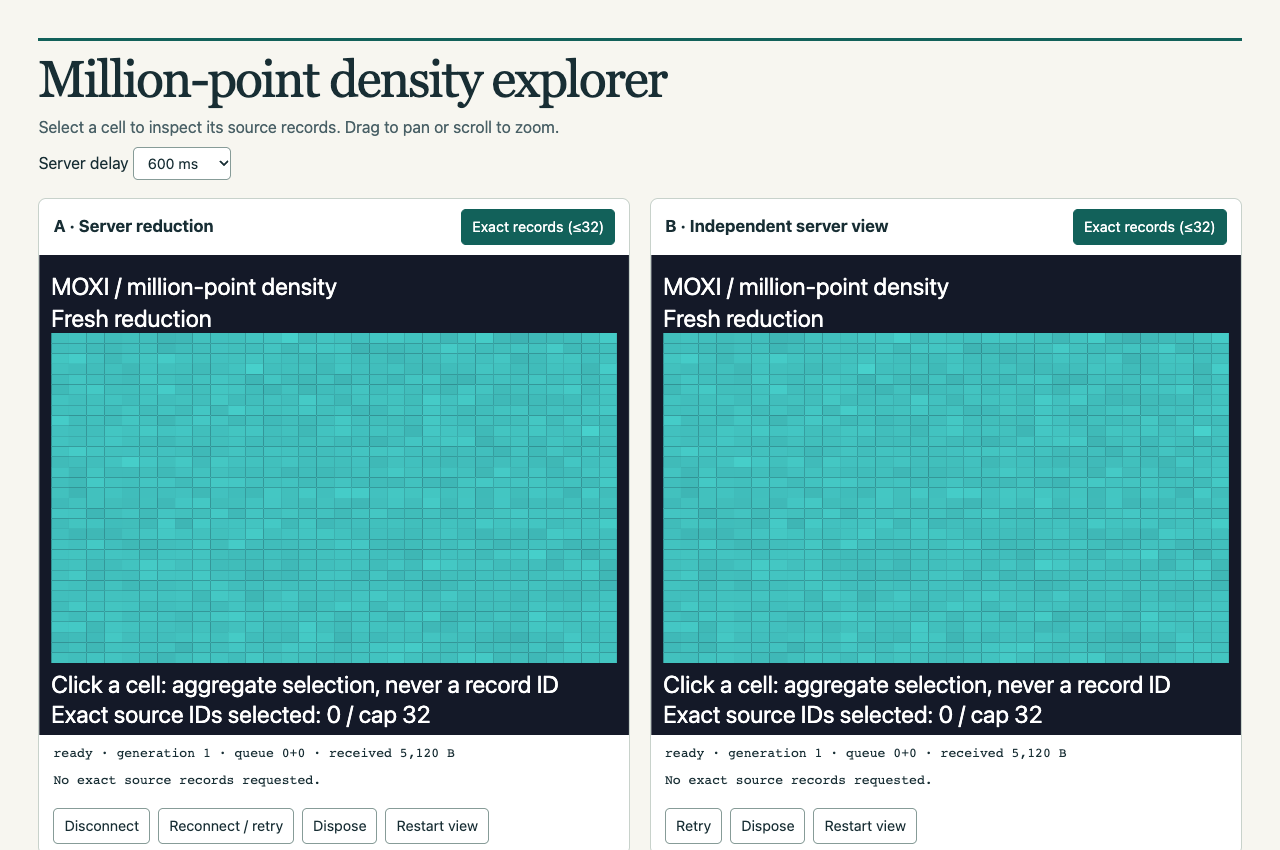 Million-point density explorer
Select a cell to inspect its source records. Drag to pan or scroll to zoom.
Server delay 600 ms
A · Server reduction
Exact records (≤32)
MOXI / million-point density
Fresh reduction
Click a cell: aggregate selection, never a record ID
Exact source IDs selected: 0 / cap 32
ready · generation 1 · queue 0+0 · received 5,120 B
No exact source records requested.
Disconnect
Reconnect / retry
Dispose
Restart view
B · Independent server view
Exact records (≤32)
MOXI / million-point density
Fresh reduction
Click a cell: aggregate selection, never a record ID
Exact source IDs selected: 0 / cap 32
ready · generation 1 · queue 0+0 · received 5,120 B
No exact source records requested.
Retry
Dispose
Restart view